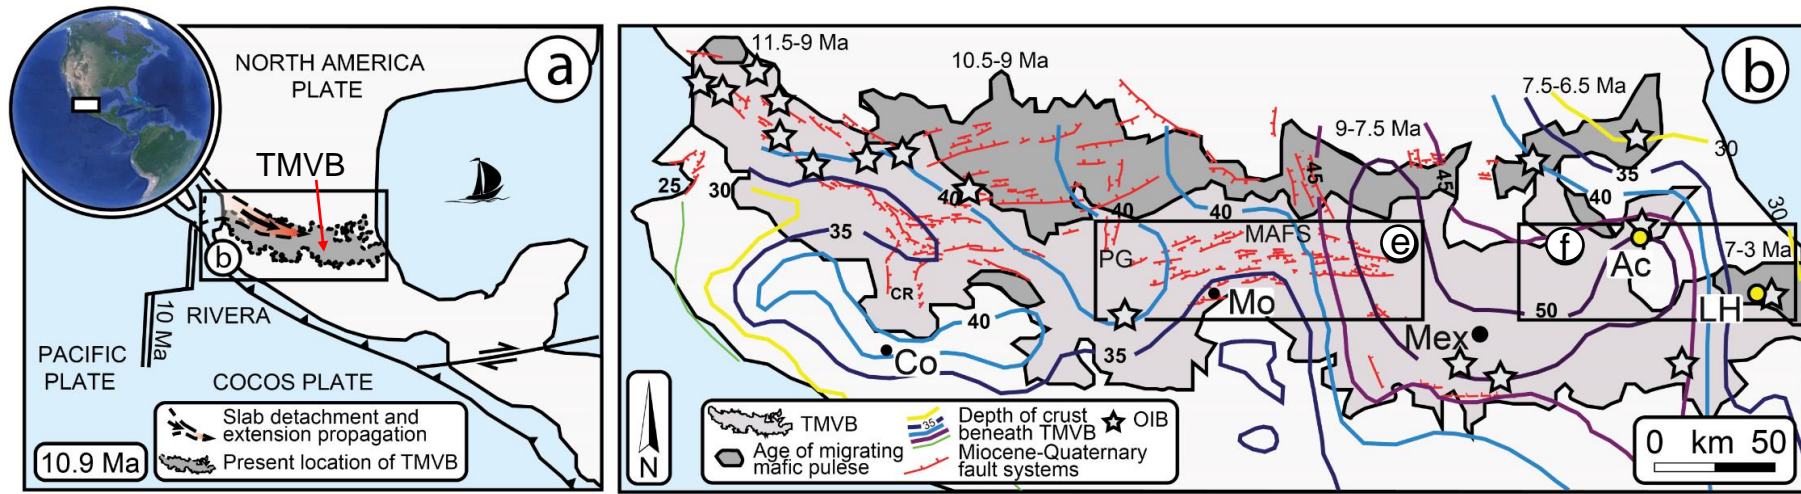 a
NORTH AMERICA
PLATE
TMVB
b
10 Ma
RIVERA
PACIFIC
PLATE
COCOS PLATE
Slab detachment and
extension propagation
Present location of TMVB
10.9 Ma
b
11.5-9 Ma
10.5-9 Ma
7.5-6.5 Ma
9-7.5 Ma
30
45
45
35
25
30
40
40
40
40
30
35
MAFS
e
f
PG
Ac
7-3 Ma
CR
Mo
50
LH
40
Mex
35
Co
N
TMVB
Age of migrating
mafic pulese
35
Depth of crust
beneath TMVB
OIB
Miocene-Quaternary
fault systems
0 km 50